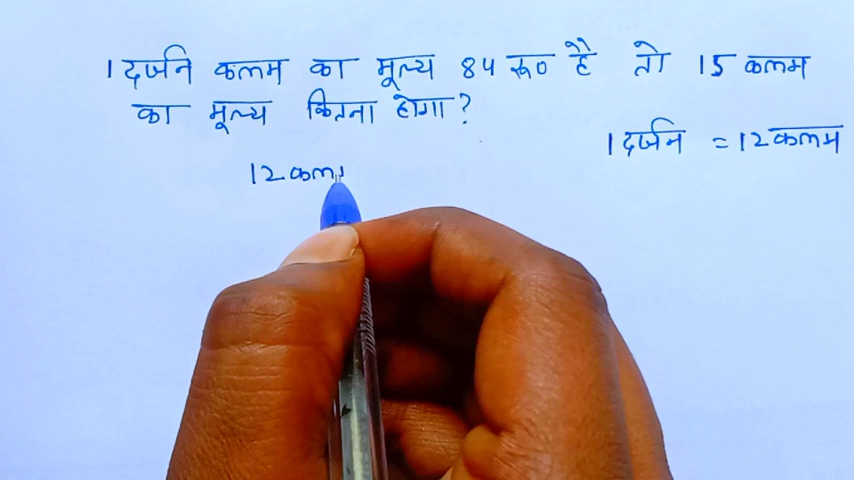 1 दर्जन कलम का मूल्य 84 रू० है तो 15 कलम
का मूल्य कितना होगा?
1 दर्जन = 12 कलम
12 कल